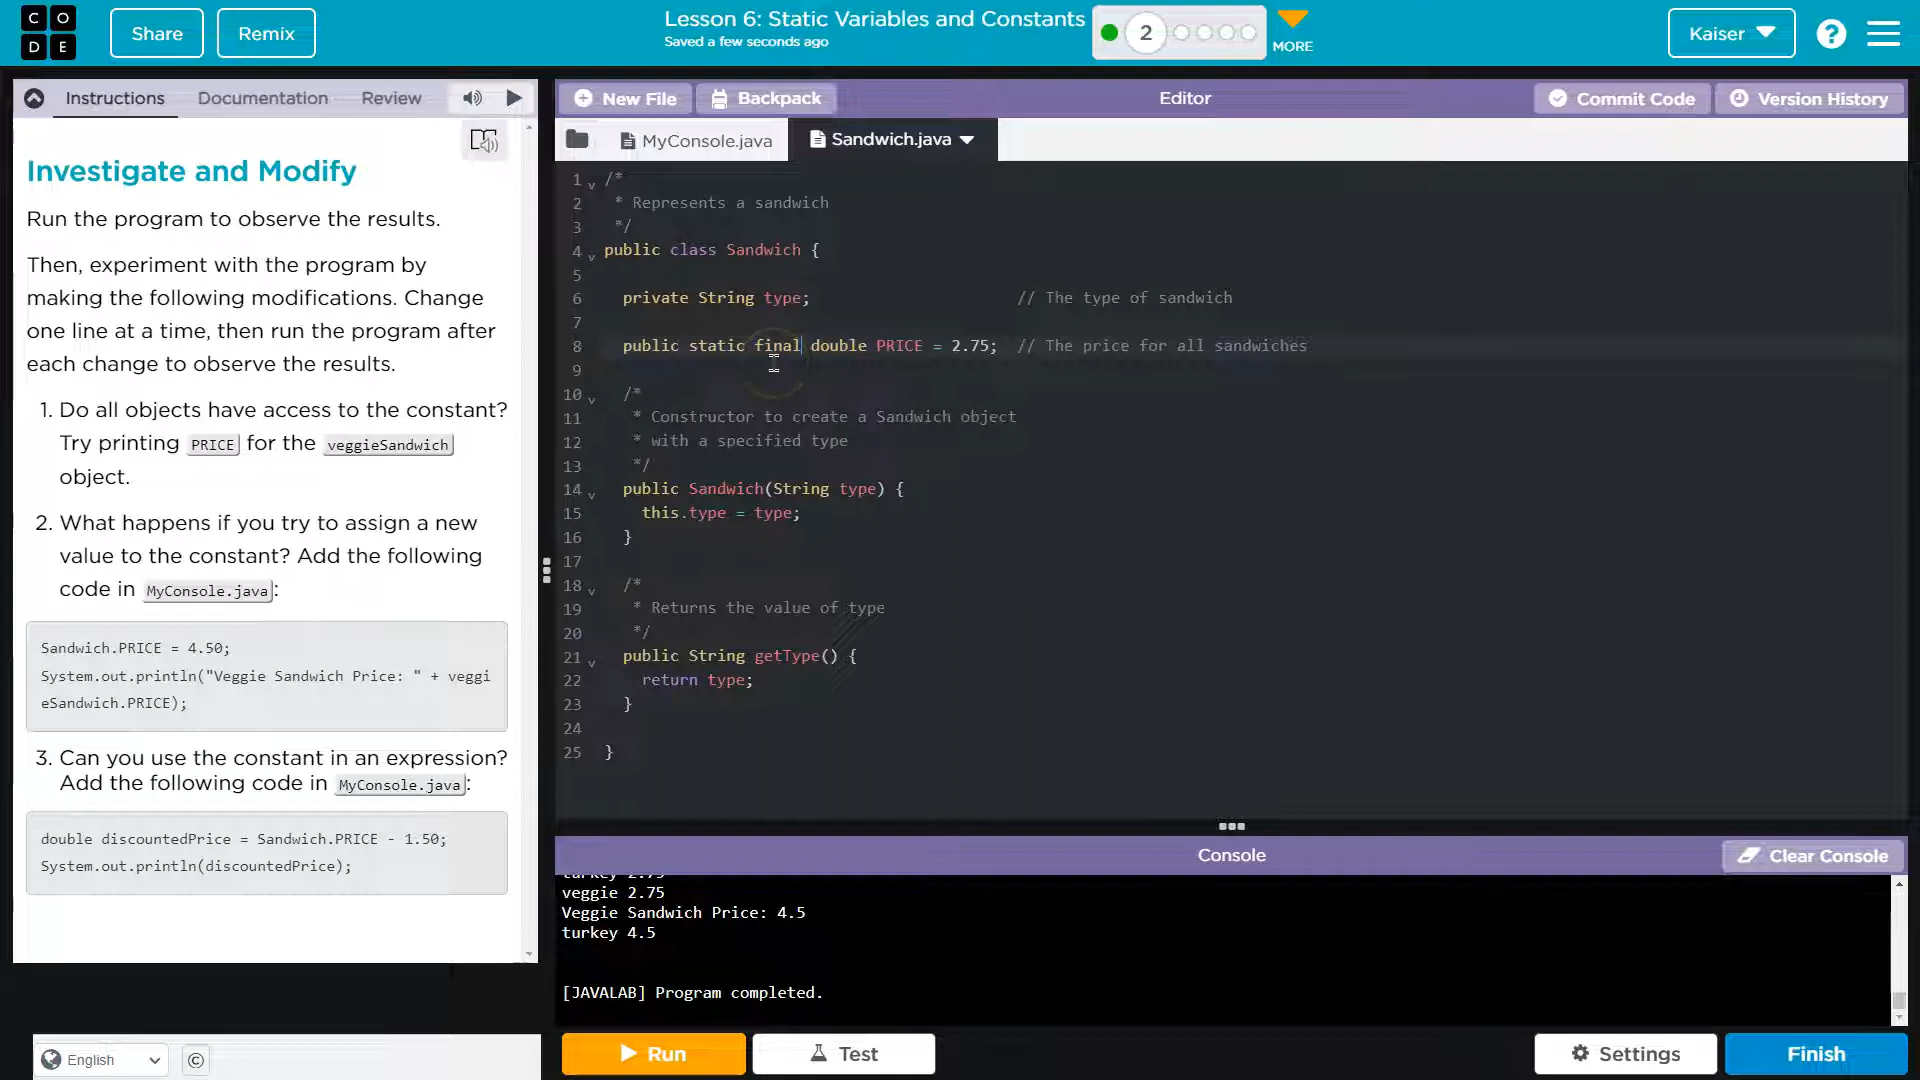 C O
D E
Share
Remix
Lesson 6: Static Variables and Constants
Saved a few seconds ago
2
MORE
Kaiser
?
Instructions
Documentation
Review
New File
Backpack
Editor
Commit Code
Version History
MyConsole.java
Sandwich.java
Investigate and Modify
Run the program to observe the results.
Then, experiment with the program by
making the following modifications. Change
one line at a time, then run the program after
each change to observe the results.
1. Do all objects have access to the constant?
Try printing PRICE for the veggieSandwich
object.
2. What happens if you try to assign a new
value to the constant? Add the following
code in MyConsole.java:
Sandwich.PRICE = 4.50;
System.out.println("Veggie Sandwich Price: " + veggi
eSandwich.PRICE);
3. Can you use the constant in an expression?
Add the following code in MyConsole.java:
double discountedPrice = Sandwich.PRICE - 1.50;
System.out.println(discountedPrice);
1 /*
2 * Represents a sandwich
3 */
4 public class Sandwich {
5
6 private String type; // The type of sandwich
7
8 public static final double PRICE = 2.75; // The price for all sandwiches
9
10 /*
11 * Constructor to create a Sandwich object
12 * with a specified type
13 */
14 public Sandwich(String type) {
15 this.type = type;
16 }
17
18 /*
19 * Returns the value of type
20 */
21 public String getType() {
22 return type;
23 }
24
25 }
Console
Clear Console
turkey 2.75
veggie 2.75
Veggie Sandwich Price: 4.5
turkey 4.5
[JAVALAB] Program completed.
English
©
Run
Test
Settings
Finish